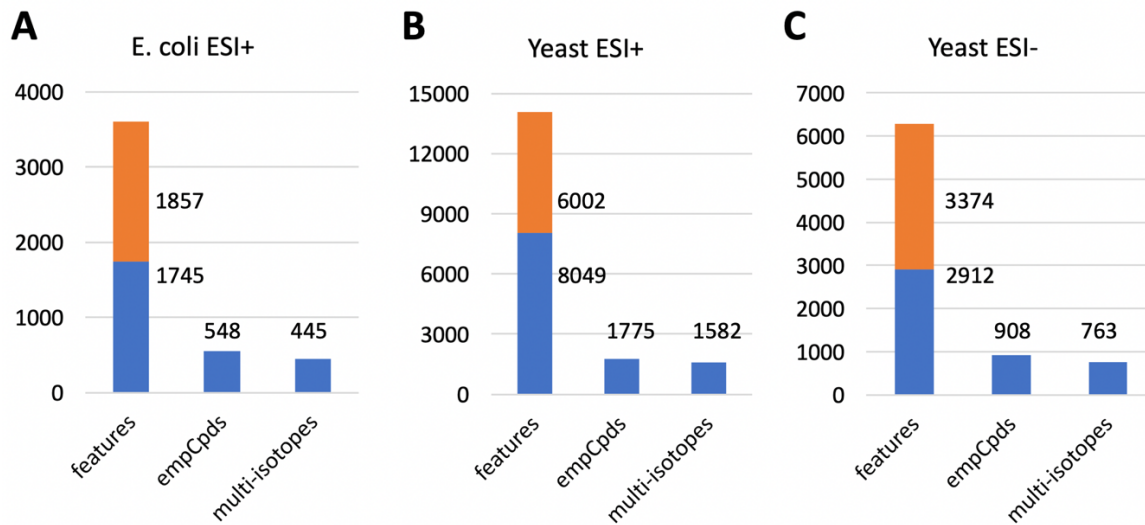 A
E. coli ESI+
4000
3000
2000
1000
0
1857
1745
548
445
features
empCpds
multi-isotopes
B
Yeast ESI+
15000
12000
9000
6000
3000
0
6002
8049
1775
1582
features
empCpds
multi-isotopes
C
Yeast ESI-
7000
6000
5000
4000
3000
2000
1000
0
3374
2912
908
763
features
empCpds
multi-isotopes